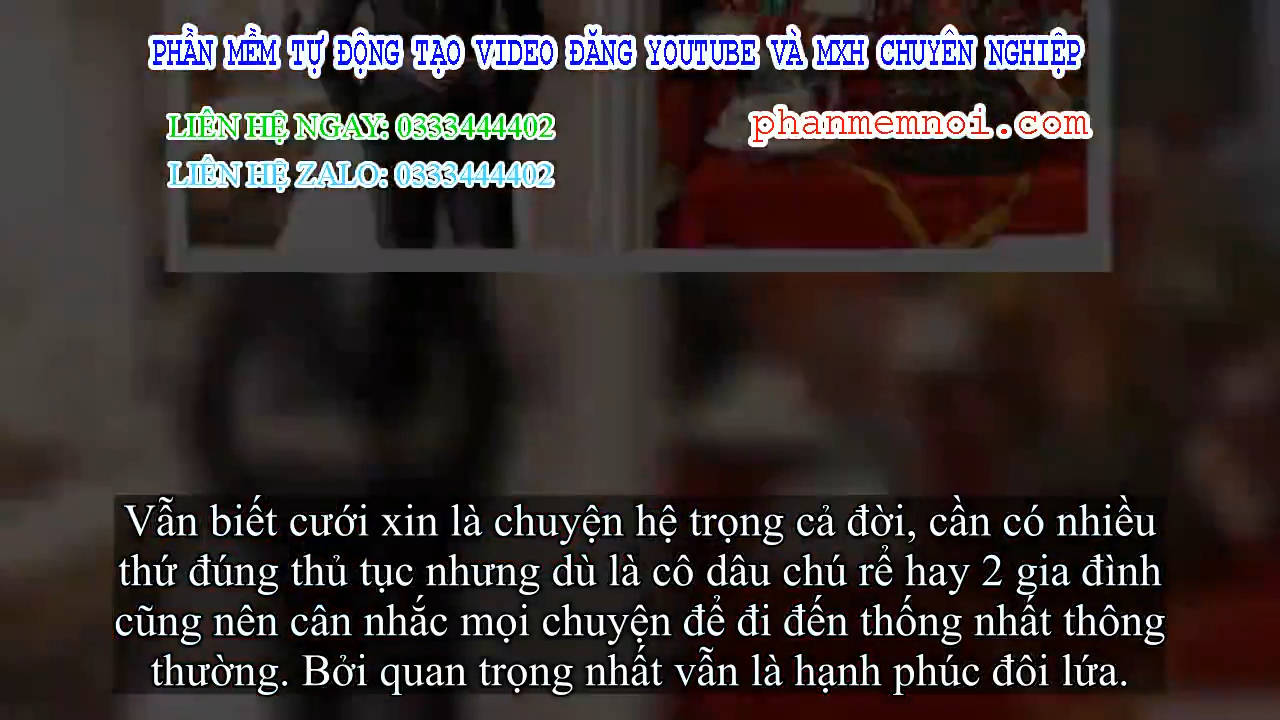 PHẦN MỀM TỰ ĐỘNG TẠO VIDEO ĐĂNG YOUTUBE VÀ MXH CHUYÊN NGHIỆP
LIÊN HỆ NGAY: 0333444402
phanmemnoi.com
LIÊN HỆ ZALO: 0333444402
Vẫn biết cưới xin là chuyện hệ trọng cả đời, cần có nhiều
thứ đúng thủ tục nhưng dù là cô dâu chú rể hay 2 gia đình
cũng nên cân nhắc mọi chuyện để đi đến thống nhất thông
thường. Bởi quan trọng nhất vẫn là hạnh phúc đôi lứa.